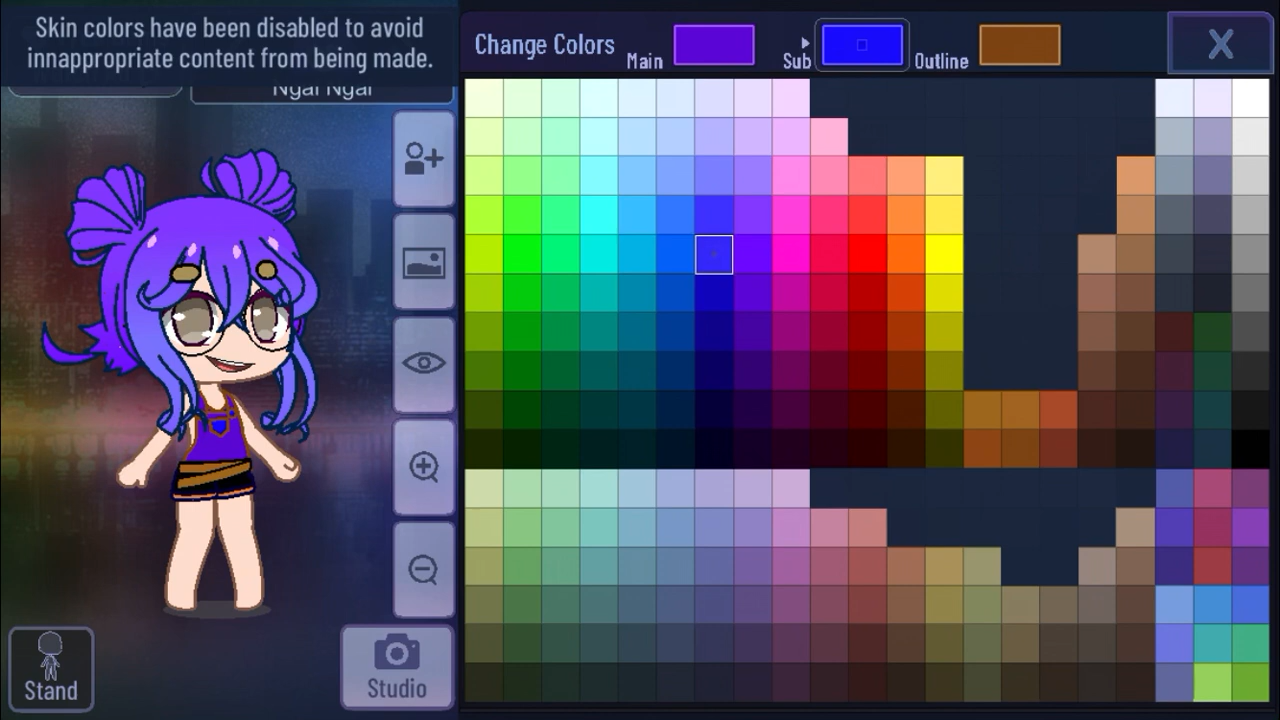 Skin colors have been disabled to avoid
innappropriate content from being made.
Ngai Ngai
Change Colors
Main
Sub
Outline
X
Stand
Studio